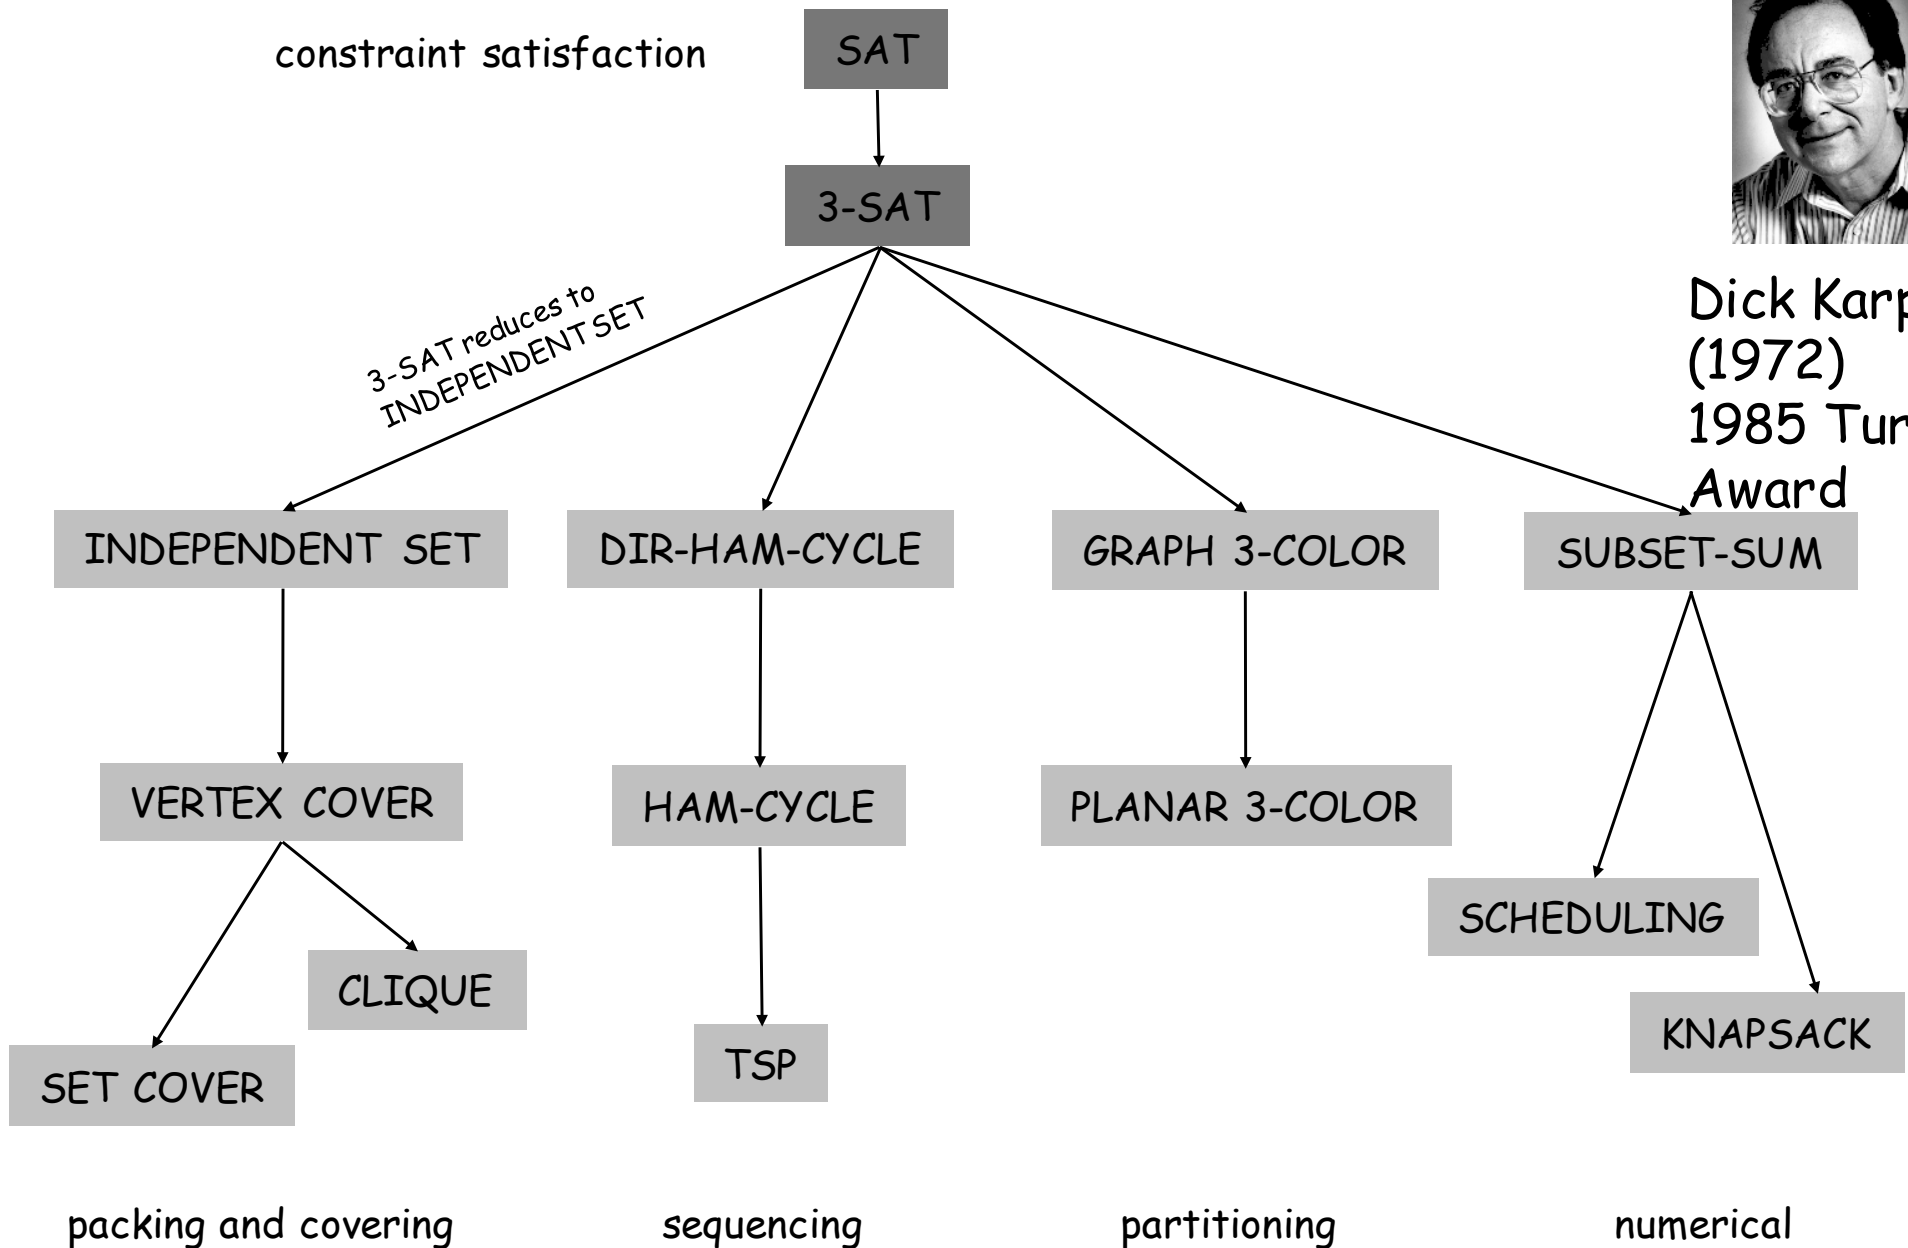 constraint satisfaction
SAT
3-SAT
3-SAT reduces to
INDEPENDENT SET
Dick Karp
(1972)
1985 Tur
Award
INDEPENDENT SET
DIR-HAM-CYCLE
GRAPH 3-COLOR
SUBSET-SUM
VERTEX COVER
HAM-CYCLE
PLANAR 3-COLOR
SCHEDULING
CLIQUE
KNAPSACK
TSP
SET COVER
packing and covering
sequencing
partitioning
numerical